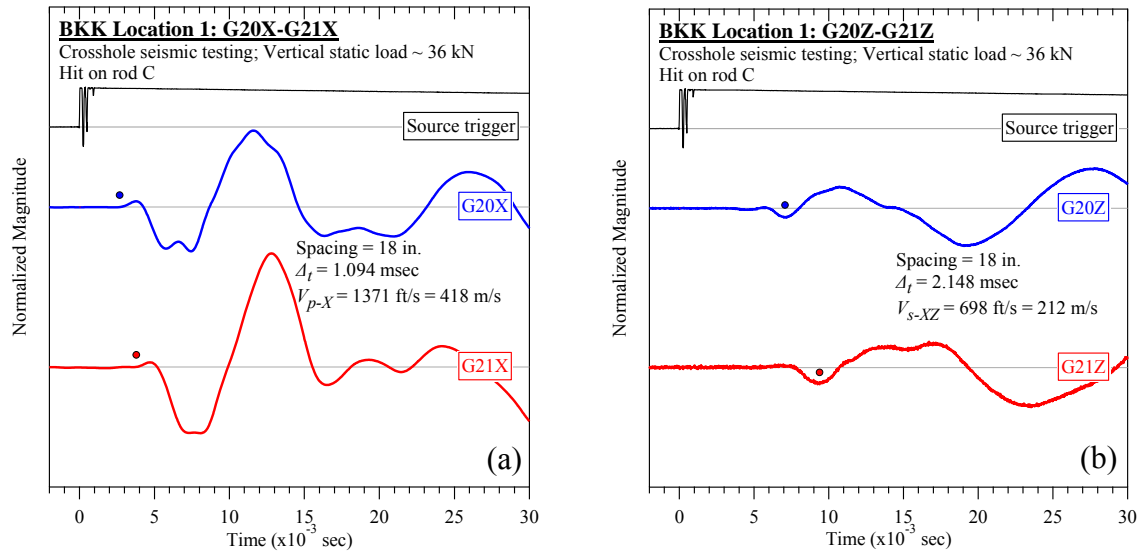 BKK Location 1: G20X-G21X
Crosshole seismic testing; Vertical static load ~ 36 kN
Hit on rod C
Source trigger
G20X
Spacing = 18 in.
Δt = 1.094 msec
Vp-X = 1371 ft/s = 418 m/s
G21X
(a)
Normalized Magnitude
0 5 10 15 20 25 30
Time (x10-3 sec)
BKK Location 1: G20Z-G21Z
Crosshole seismic testing; Vertical static load ~ 36 kN
Hit on rod C
Source trigger
G20Z
Spacing = 18 in.
Δt = 2.148 msec
Vs-XZ = 698 ft/s = 212 m/s
G21Z
(b)
Normalized Magnitude
0 5 10 15 20 25 30
Time (x10-3 sec)